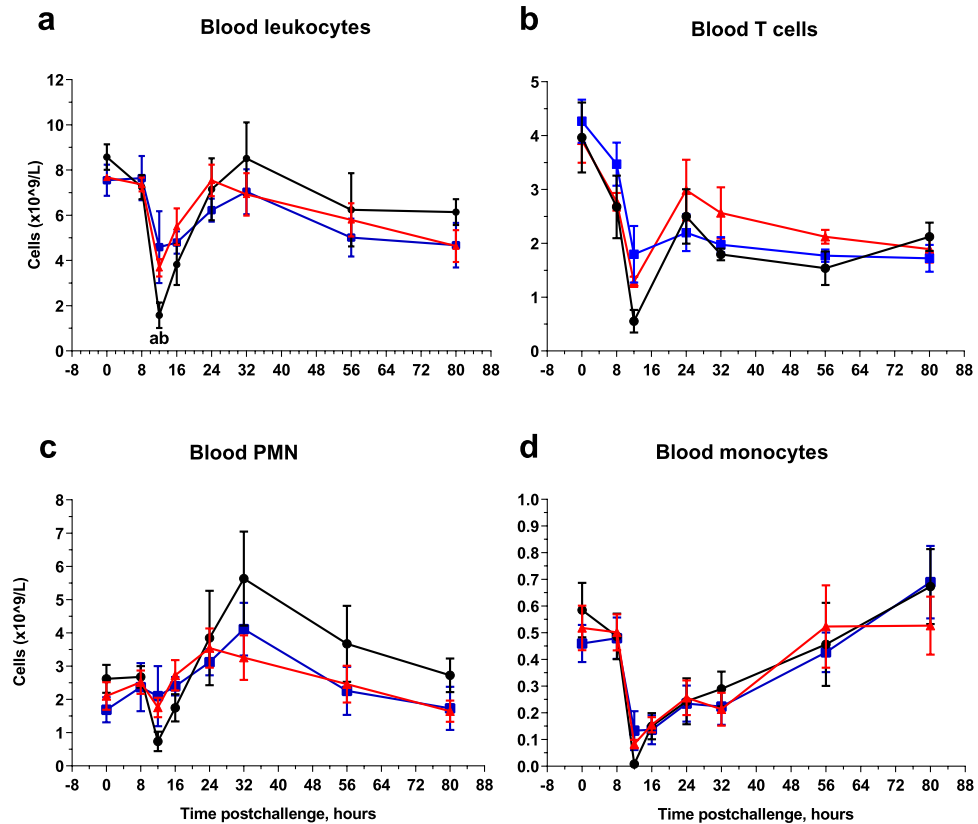 a
Blood leukocytes
Cells (x10^9/L)
12
10
8
6
4
2
0
ab
-8 0 8 16 24 32 40 48 56 64 72 80 88
b
Blood T cells
5
4
3
2
1
0
-8 0 8 16 24 32 40 48 56 64 72 80 88
c
Blood PMN
Cells (x10^9/L)
8
7
6
5
4
3
2
1
0
-8 0 8 16 24 32 40 48 56 64 72 80 88
Time postchallenge, hours
d
Blood monocytes
1.0
0.9
0.8
0.7
0.6
0.5
0.4
0.3
0.2
0.1
0.0
-8 0 8 16 24 32 40 48 56 64 72 80 88
Time postchallenge, hours